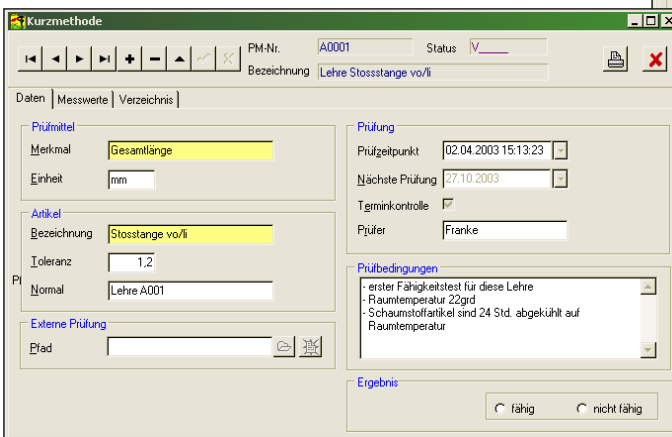 Kurzmethode
PM-Nr. A0001 Status V____
Bezeichnung Lehre Stossstange vo/li
Daten Messwerte Verzeichnis
Prüfmittel
Merkmal Gesamtlänge
Einheit mm
Artikel
Bezeichnung Stosstange vo/li
Toleranz 1,2
Normal Lehre A001
Externe Prüfung
Pfad
Prüfung
Prüfzeitpunkt 02.04.2003 15:13:23
Nächste Prüfung 27.10.2003
Terminkontrolle
Prüfer Franke
Prüfbedingungen
- erster Fähigkeitstest für diese Lehre
- Raumtemperatur 22grd
- Schaumstoffartikel sind 24 Std. abgekühlt auf
Raumtemperatur
Ergebnis
fähig nicht fähig